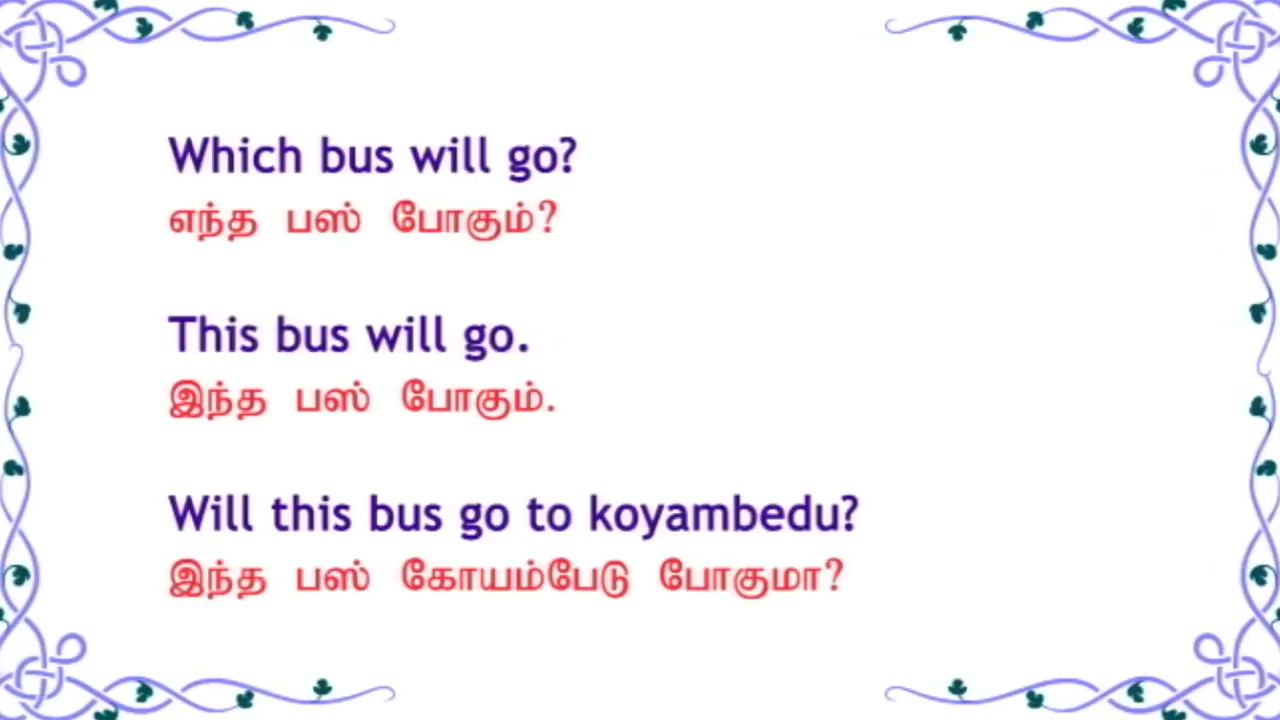 Which bus will go?
எந்த பஸ் போகும்?
This bus will go.
இந்த பஸ் போகும்.
Will this bus go to koyambedu?
இந்த பஸ் கோயம்பேடு போகுமா?